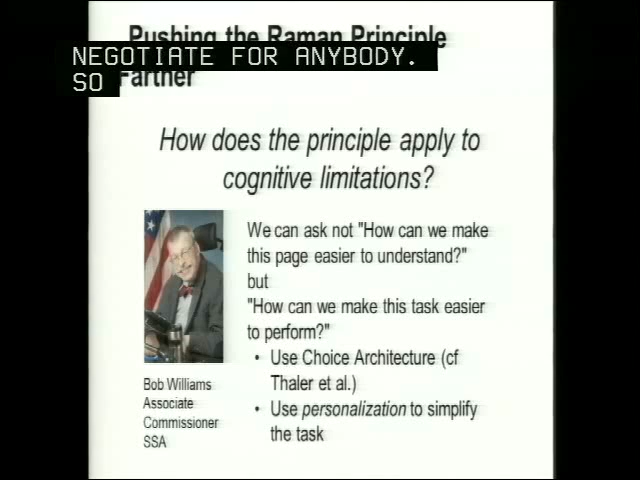 Pushing the Raman Principle
NEGOTIATE FOR ANYBODY.
SO
Farther
How does the principle apply to
cognitive limitations?
We can ask not "How can we make
this page easier to understand?"
but
"How can we make this task easier
to perform?"
• Use Choice Architecture (cf
Thaler et al.)
• Use personalization to simplify
the task
Bob Williams
Associate
Commissioner
SSA